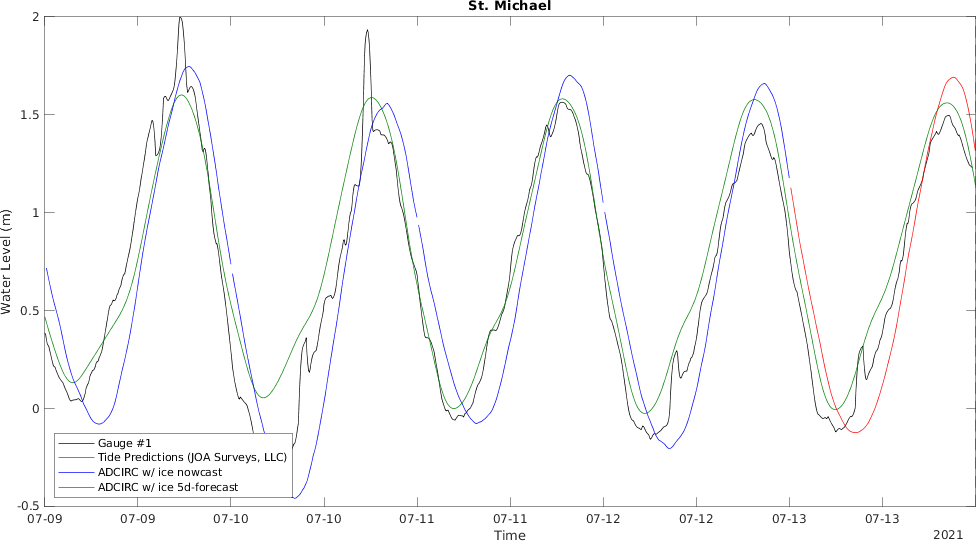 St. Michael
2
1.5
1
0.5
0
-0.5
Water Level (m)
Gauge #1
Tide Predictions (JOA Surveys, LLC)
ADCIRC w/ ice nowcast
ADCIRC w/ ice 5d-forecast
07-09 07-09 07-10 07-10 07-11 07-11 07-12 07-12 07-13 07-13
Time
2021